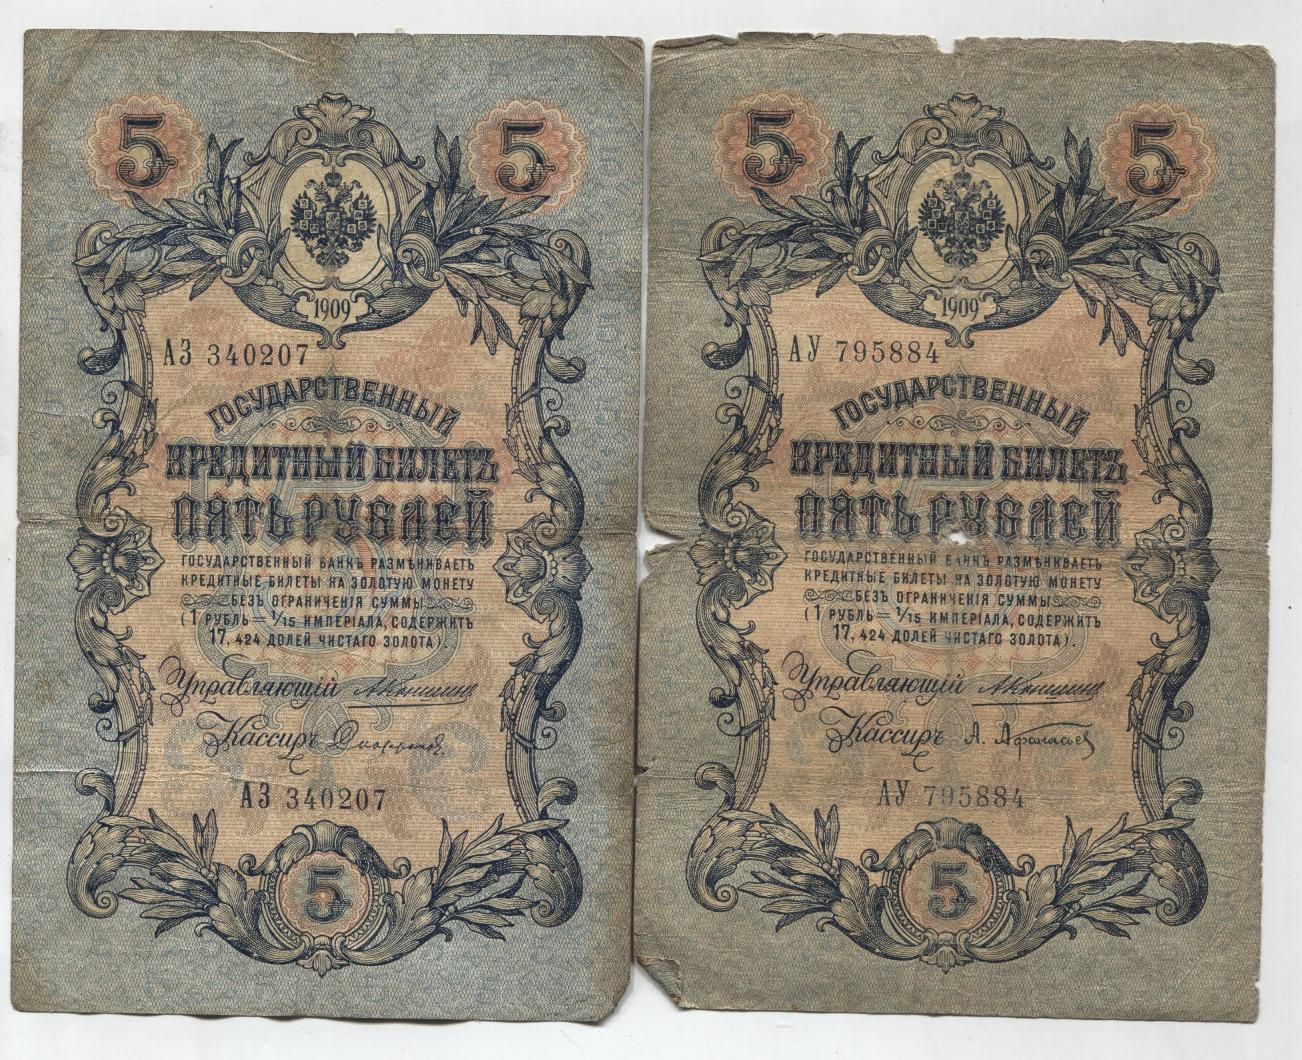 5 5
1909
АЗ 340207
ГОСУДАРСТВЕННЫЙ
КРЕДИТНЫЙ БИЛЕТЪ
ПЯТЬ РУБЛЕЙ
ГОСУДАРСТВЕННЫЙ БАНКЪ РАЗМѢНИВАЕТЪ
КРЕДИТНЫЕ БИЛЕТЫ НА ЗОЛОТУЮ МОНЕТУ
БЕЗЪ ОГРАНИЧЕНІЯ СУММЫ
(1 РУБЛЬ = 1/15 ИМПЕРІАЛА, СОДЕРЖИТЪ
17,424 ДОЛЕЙ ЧИСТАГО ЗОЛОТА).
Управляющій
Кассиръ
АЗ 340207
5
5 5
1909
АУ 795884
ГОСУДАРСТВЕННЫЙ
КРЕДИТНЫЙ БИЛЕТЪ
ПЯТЬ РУБЛЕЙ
ГОСУДАРСТВЕННЫЙ БАНКЪ РАЗМѢНИВАЕТЪ
КРЕДИТНЫЕ БИЛЕТЫ НА ЗОЛОТУЮ МОНЕТУ
БЕЗЪ ОГРАНИЧЕНІЯ СУММЫ
(1 РУБЛЬ = 1/15 ИМПЕРІАЛА, СОДЕРЖИТЪ
17,424 ДОЛЕЙ ЧИСТАГО ЗОЛОТА).
Управляющій
Кассиръ А. Афанасьев
АУ 795884
5